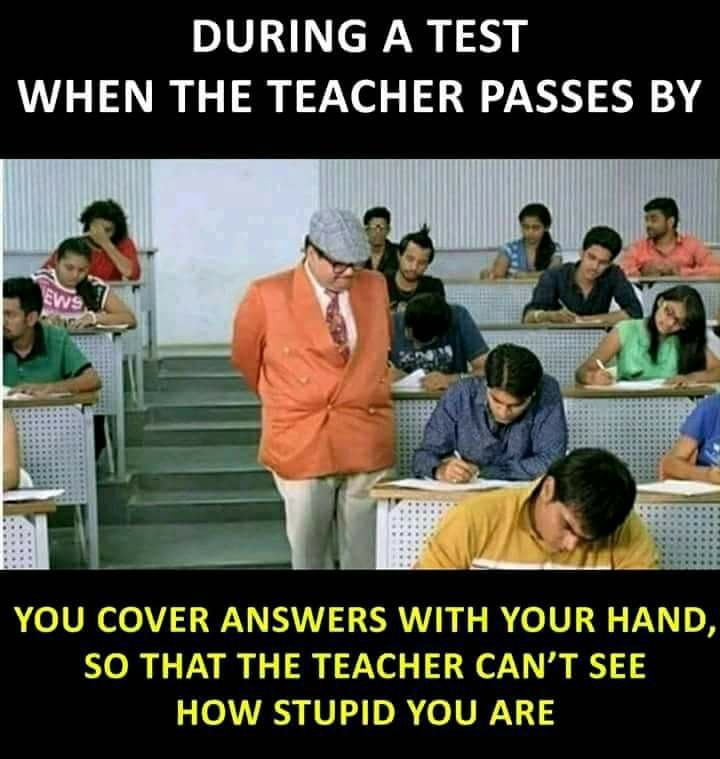 DURING A TEST
WHEN THE TEACHER PASSES BY
EWS
YOU COVER ANSWERS WITH YOUR HAND,
SO THAT THE TEACHER CAN'T SEE
HOW STUPID YOU ARE